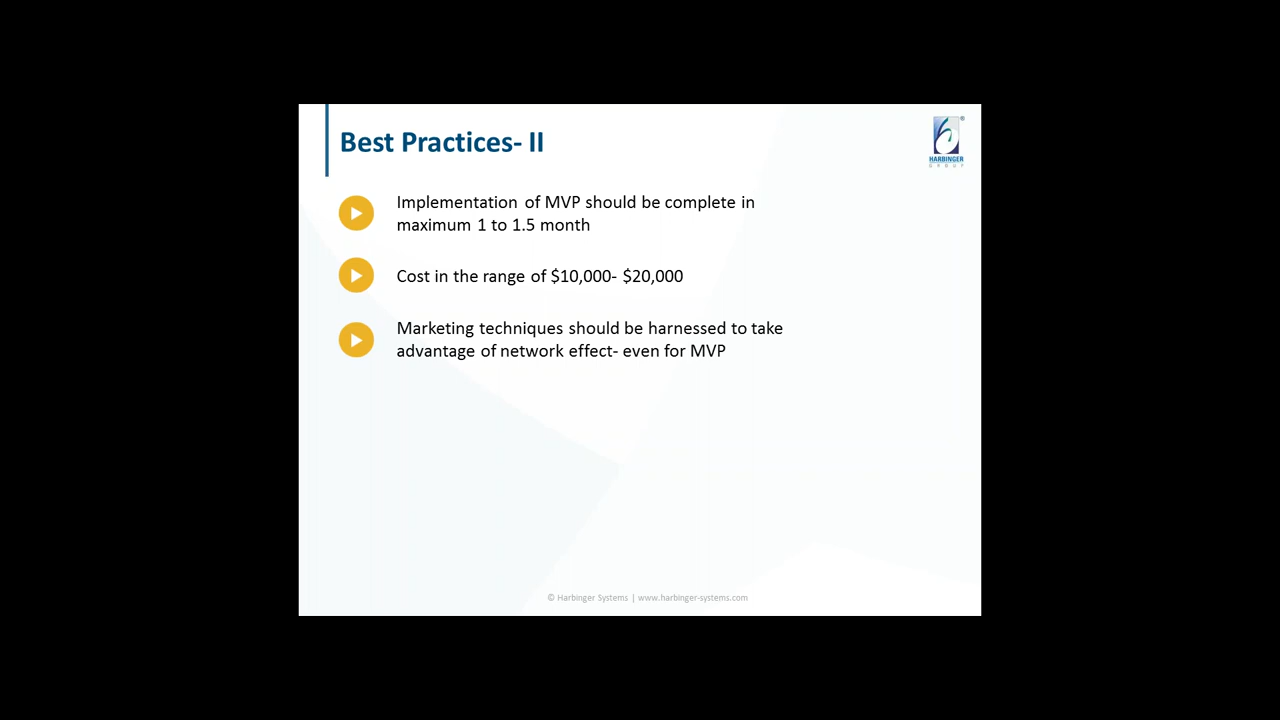 Best Practices- II
HARBINGER
GROUP
Implementation of MVP should be complete in
maximum 1 to 1.5 month
Cost in the range of $10,000- $20,000
Marketing techniques should be harnessed to take
advantage of network effect- even for MVP
© Harbinger Systems | www.harbinger-systems.com